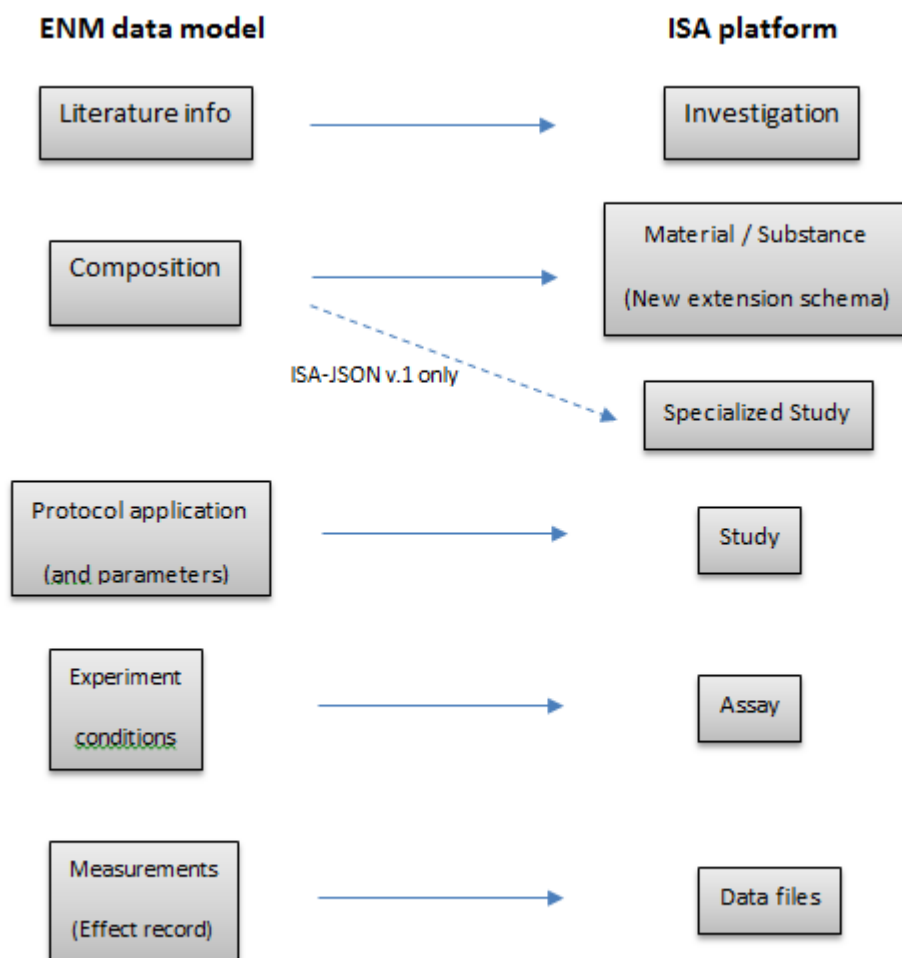 ENM data model
ISA platform
Literature info
Investigation
Composition
Material / Substance
(New extension schema)
ISA-JSON v.1 only
Specialized Study
Protocol application
(and parameters)
Study
Experiment
conditions
Assay
Measurements
(Effect record)
Data files